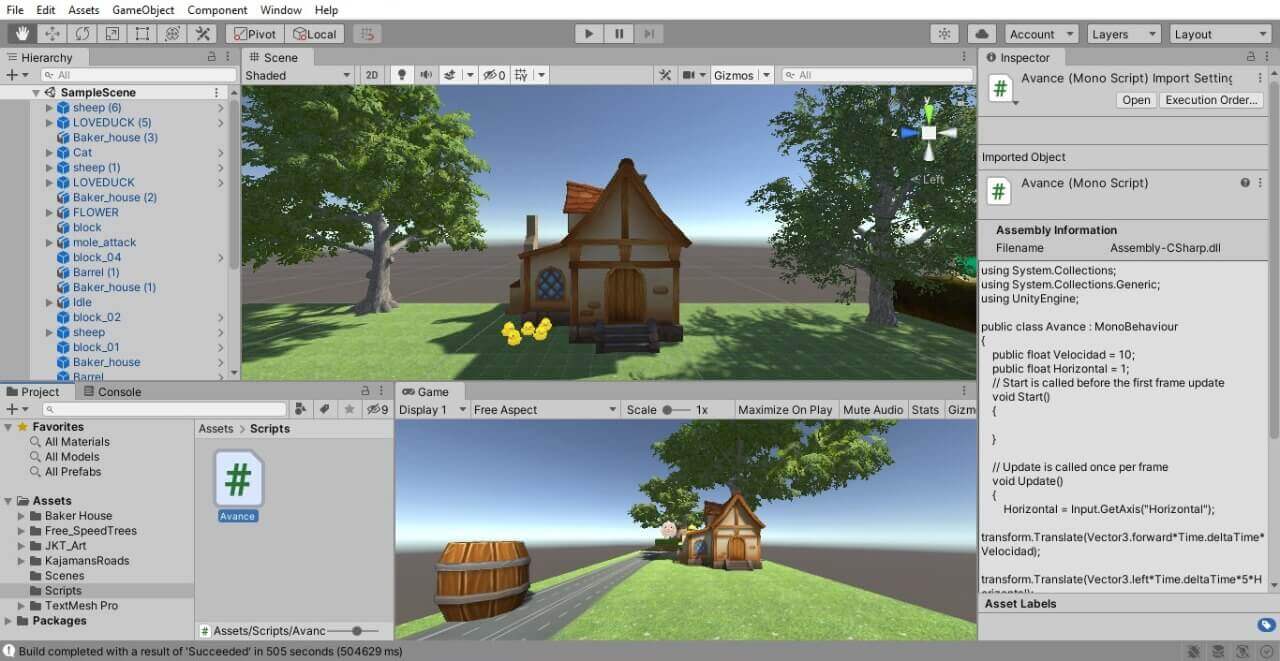 File Edit Assets GameObject Component Window Help
Pivot Local Account Layers Layout
Hierarchy
All
SampleScene
sheep (6)
LOVEDUCK (5)
Baker_house (3)
Cat
sheep (1)
LOVEDUCK
Baker_house (2)
FLOWER
block
mole_attack
block_04
Barrel (1)
Baker_house (1)
Idle
block_02
sheep
block_01
Baker_house
Barrel
Scene
Shaded 2D 0 Gizmos All
y
z
Left
Inspector
Avance (Mono Script) Import Setting
Open Execution Order...
Imported Object
Avance (Mono Script)
Assembly Information
Filename Assembly-CSharp.dll
using System.Collections;
using System.Collections.Generic;
using UnityEngine;
public class Avance : MonoBehaviour
{
public float Velocidad = 10;
public float Horizontal = 1;
// Start is called before the first frame update
void Start()
{
}
// Update is called once per frame
void Update()
{
Horizontal = Input.GetAxis("Horizontal");
transform.Translate(Vector3.forward*Time.deltaTime*
Velocidad);
transform.Translate(Vector3.left*Time.deltaTime*5*H
orizontal);
Asset Labels
Project Console
9
Favorites
All Materials
All Models
All Prefabs
Assets
Baker House
Free_SpeedTrees
JKT_Art
KajamansRoads
Scenes
Scripts
TextMesh Pro
Packages
Assets > Scripts
#
Avance
Assets/Scripts/Avanc
Game
Display 1 Free Aspect Scale 1x Maximize On Play Mute Audio Stats Gizm
Build completed with a result of 'Succeeded' in 505 seconds (504629 ms)